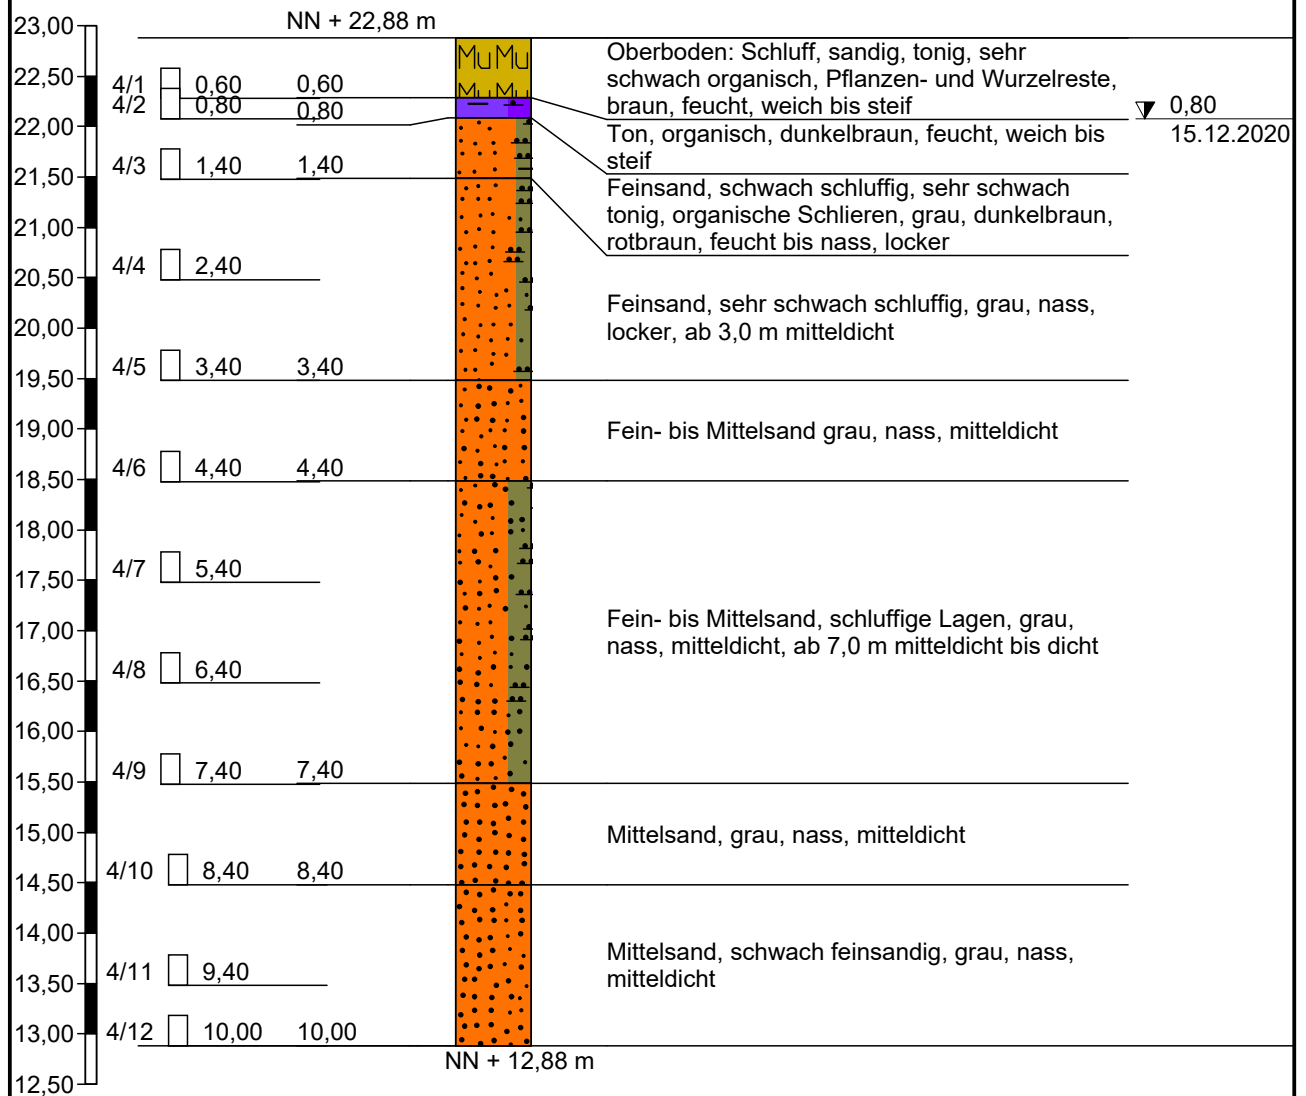 NN + 22,88 m
23,00
22,50
22,00
21,50
21,00
20,50
20,00
19,50
19,00
18,50
18,00
17,50
17,00
16,50
16,00
15,50
15,00
14,50
14,00
13,50
13,00
12,50
4/1 0,60 0,60
4/2 0,80 0,80
4/3 1,40 1,40
4/4 2,40
4/5 3,40 3,40
4/6 4,40 4,40
4/7 5,40
4/8 6,40
4/9 7,40 7,40
4/10 8,40 8,40
4/11 9,40
4/12 10,00 10,00
Mu Mu
Mu Mu
Oberboden: Schluff, sandig, tonig, sehr
schwach organisch, Pflanzen- und Wurzelreste,
braun, feucht, weich bis steif
Ton, organisch, dunkelbraun, feucht, weich bis
steif
Feinsand, schwach schluffig, sehr schwach
tonig, organische Schlieren, grau, dunkelbraun,
rotbraun, feucht bis nass, locker
Feinsand, sehr schwach schluffig, grau, nass,
locker, ab 3,0 m mitteldicht
Fein- bis Mittelsand grau, nass, mitteldicht
Fein- bis Mittelsand, schluffige Lagen, grau,
nass, mitteldicht, ab 7,0 m mitteldicht bis dicht
Mittelsand, grau, nass, mitteldicht
Mittelsand, schwach feinsandig, grau, nass,
mitteldicht
0,80
15.12.2020
NN + 12,88 m